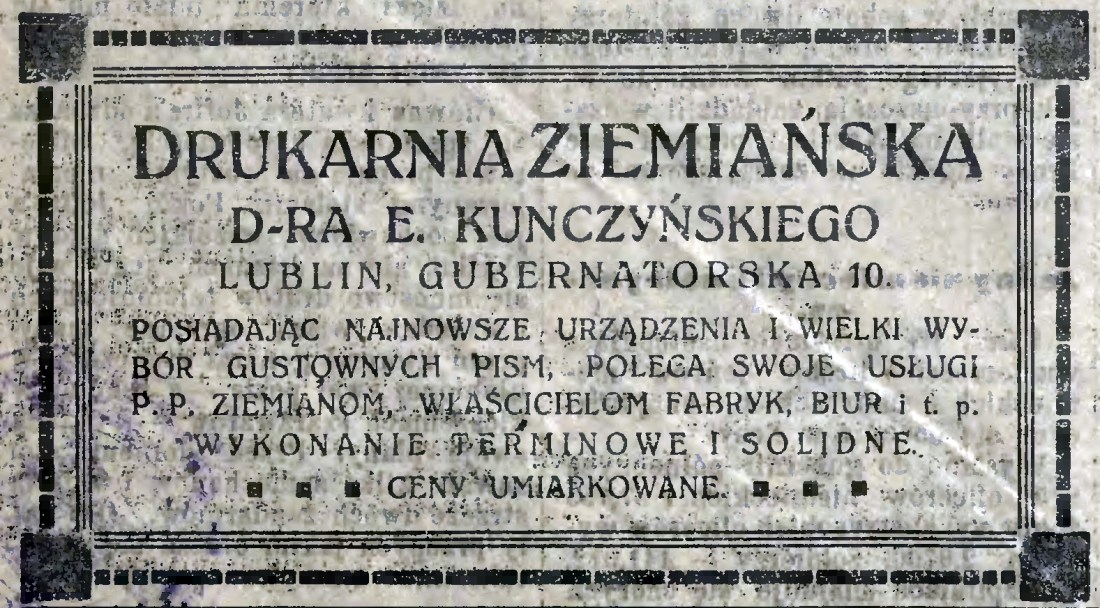 DRUKARNIA ZIEMIAŃSKA
D-RA E. KUNCZYŃSKIEGO
LUBLIN, GUBERNATORSKA 10.
POSIADAJĄC NAJNOWSZE URZĄDZENIA I WIELKI WY-
BÓR GUSTOWNYCH PISM, POLECA SWOJE USŁUGI
P. P. ZIEMIANOM, WŁAŚCICIELOM FABRYK, BIUR i t. p.
WYKONANIE TERMINOWE I SOLIDNE.
CENY UMIARKOWANE.